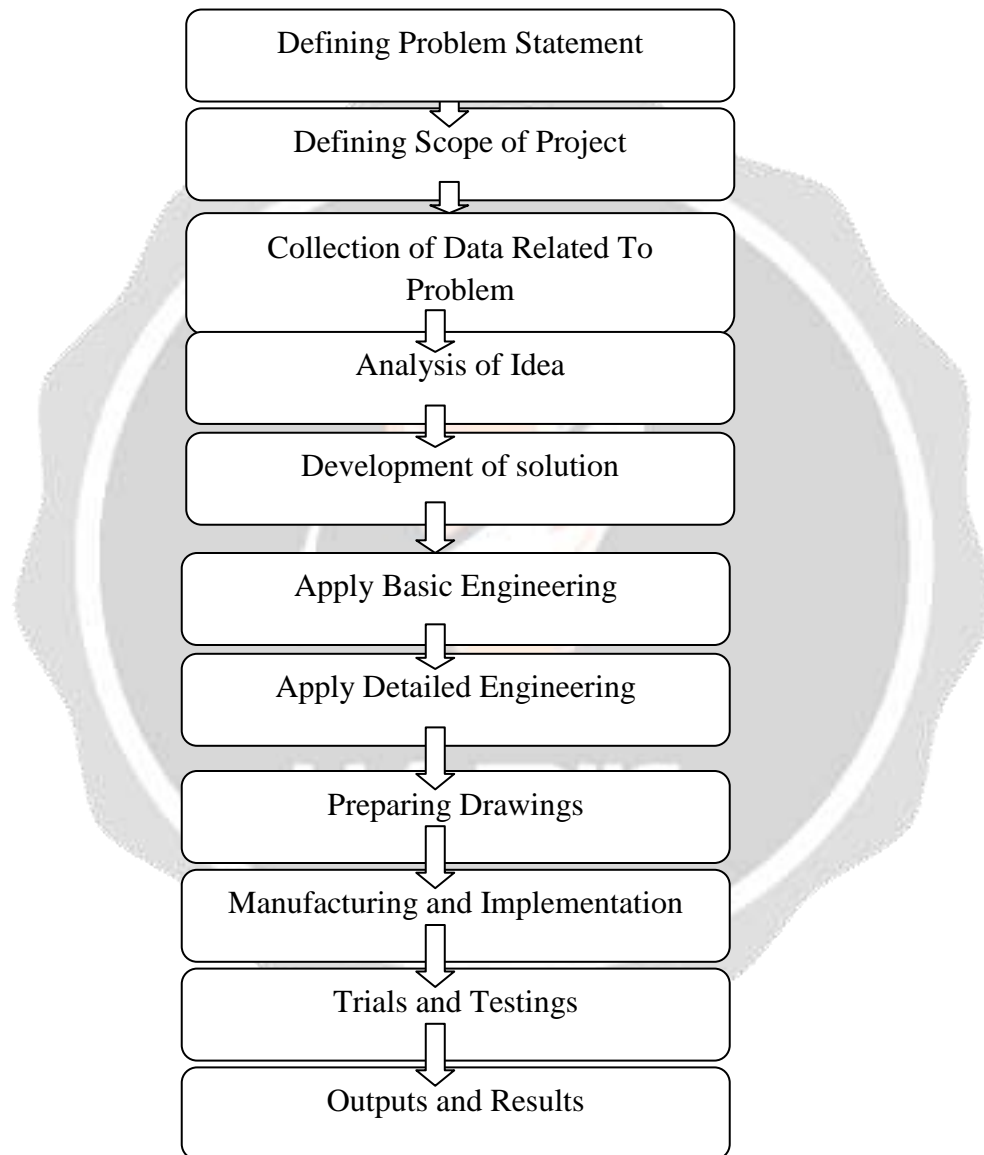 Defining Problem Statement
Defining Scope of Project
Collection of Data Related To
Problem
Analysis of Idea
Development of solution
Apply Basic Engineering
Apply Detailed Engineering
Preparing Drawings
Manufacturing and Implementation
Trials and Testings
Outputs and Results